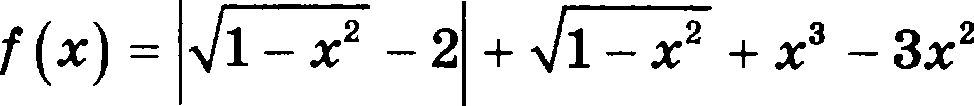 f(x) = |√(1 − x²) − 2| + √(1 − x²) + x³ − 3x²